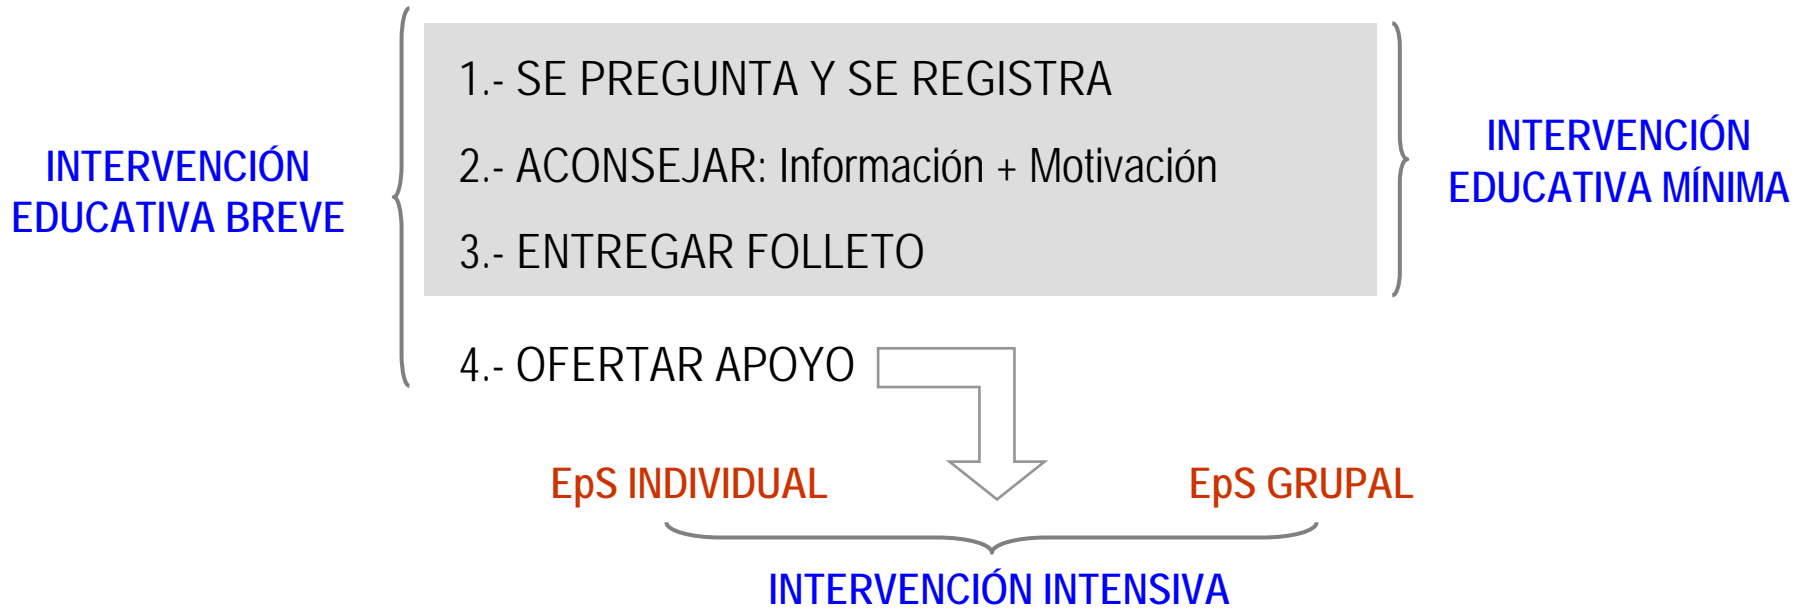 1.- SE PREGUNTA Y SE REGISTRA
2.- ACONSEJAR: Información + Motivación
3.- ENTREGAR FOLLETO
4.- OFERTAR APOYO
INTERVENCIÓN
EDUCATIVA BREVE
INTERVENCIÓN
EDUCATIVA MÍNIMA
EpS INDIVIDUAL
EpS GRUPAL
INTERVENCIÓN INTENSIVA